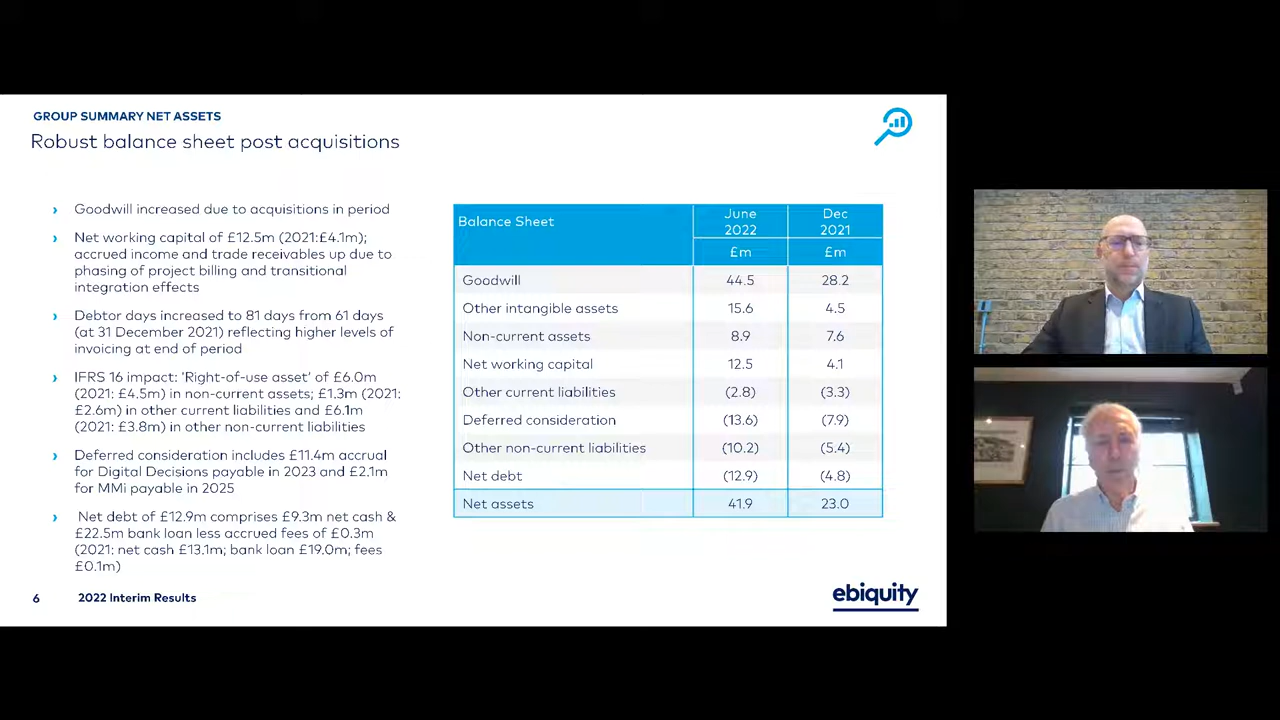 GROUP SUMMARY NET ASSETS
Robust balance sheet post acquisitions
› Goodwill increased due to acquisitions in period
› Net working capital of £12.5m (2021:£4.1m);
accrued income and trade receivables up due to
phasing of project billing and transitional
integration effects
› Debtor days increased to 81 days from 61 days
(at 31 December 2021) reflecting higher levels of
invoicing at end of period
› IFRS 16 impact: 'Right-of-use asset' of £6.0m
(2021: £4.5m) in non-current assets; £1.3m (2021:
£2.6m) in other current liabilities and £6.1m
(2021: £3.8m) in other non-current liabilities
› Deferred consideration includes £11.4m accrual
for Digital Decisions payable in 2023 and £2.1m
for MMi payable in 2025
› Net debt of £12.9m comprises £9.3m net cash &
£22.5m bank loan less accrued fees of £0.3m
(2021: net cash £13.1m; bank loan £19.0m; fees
£0.1m)
Balance Sheet June 2022 Dec 2021
£m £m
Goodwill 44.5 28.2
Other intangible assets 15.6 4.5
Non-current assets 8.9 7.6
Net working capital 12.5 4.1
Other current liabilities (2.8) (3.3)
Deferred consideration (13.6) (7.9)
Other non-current liabilities (10.2) (5.4)
Net debt (12.9) (4.8)
Net assets 41.9 23.0
6 2022 Interim Results
ebiquity